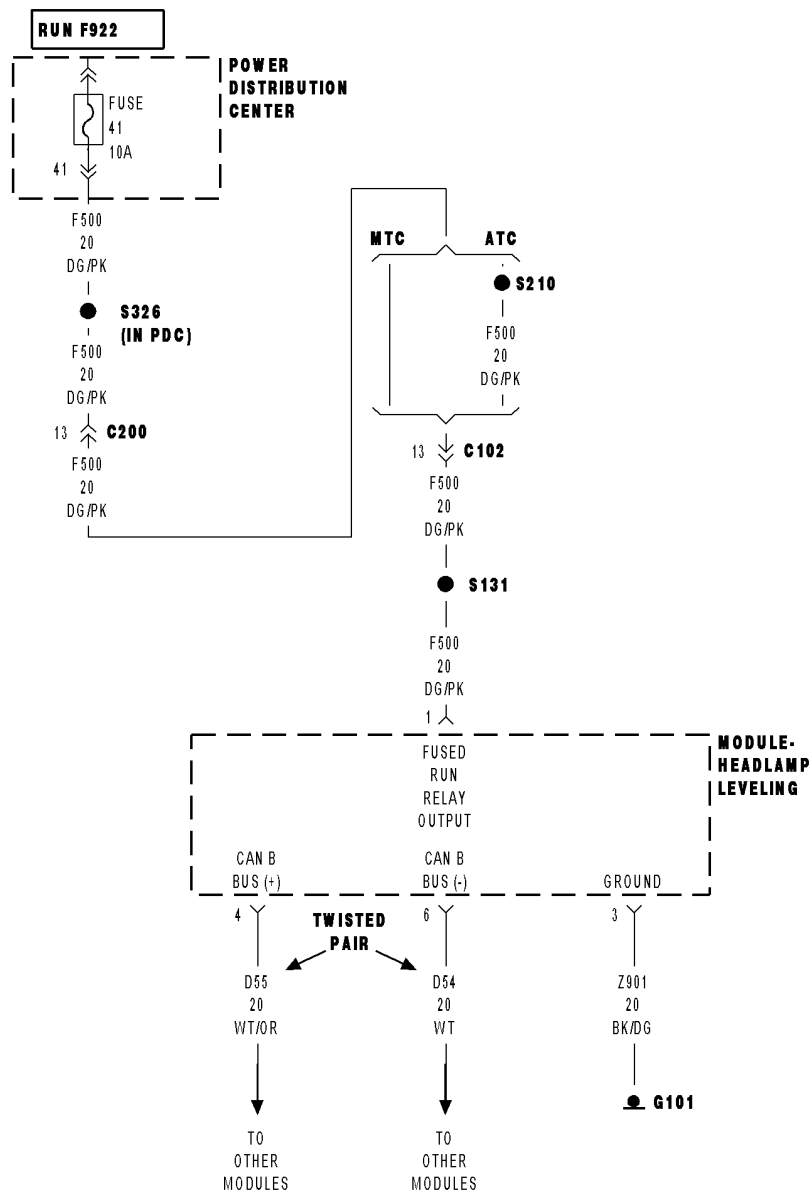 RUN F922
POWER
DISTRIBUTION
CENTER
FUSE
41
10A
41
F500
20
DG/PK
S326
(IN PDC)
F500
20
DG/PK
13
C200
F500
20
DG/PK
MTC
ATC
S210
F500
20
DG/PK
13
C102
F500
20
DG/PK
S131
F500
20
DG/PK
1
MODULE-
HEADLAMP
LEVELING
FUSED
RUN
RELAY
OUTPUT
CAN B
BUS (+)
CAN B
BUS (-)
GROUND
4
6
3
TWISTED
PAIR
D55
20
WT/OR
D54
20
WT
Z901
20
BK/DG
G101
TO
OTHER
MODULES
TO
OTHER
MODULES